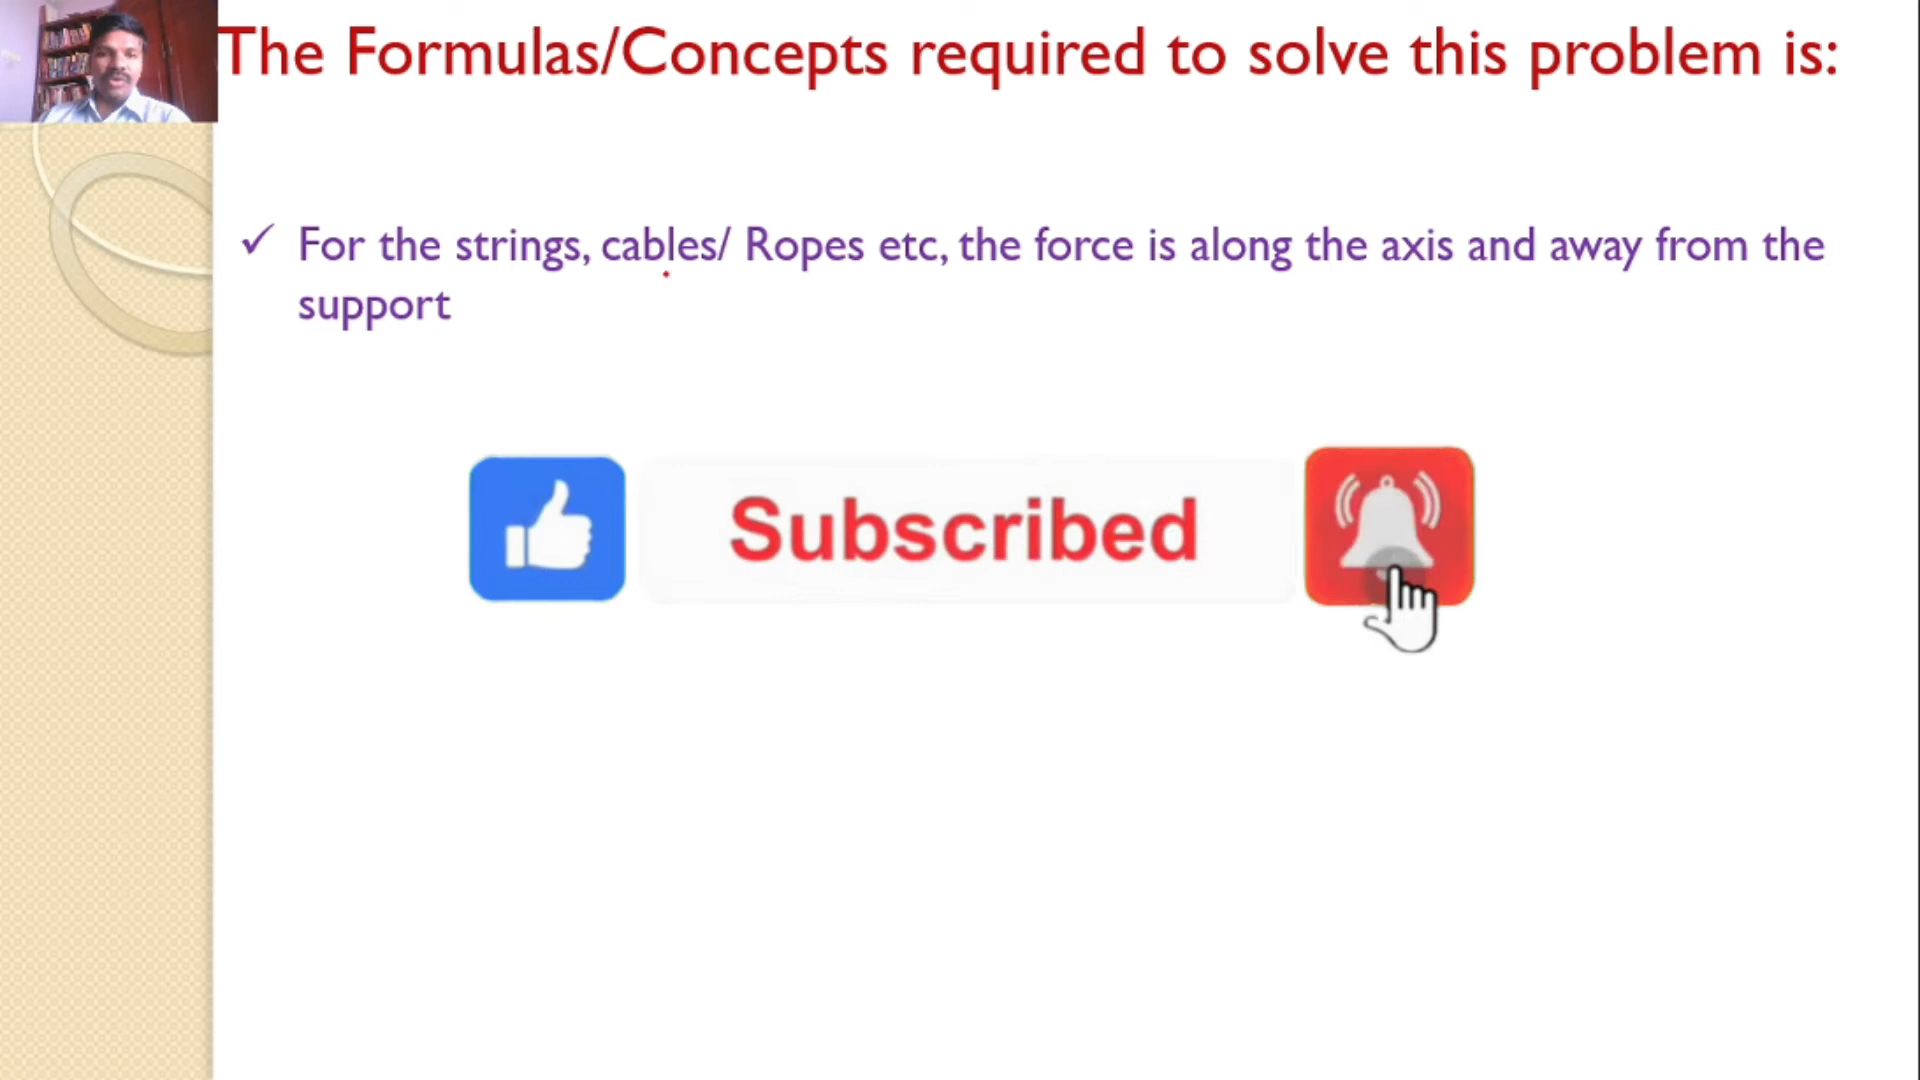 The Formulas/Concepts required to solve this problem is:
✓ For the strings, cables/ Ropes etc, the force is along the axis and away from the
support
Subscribed